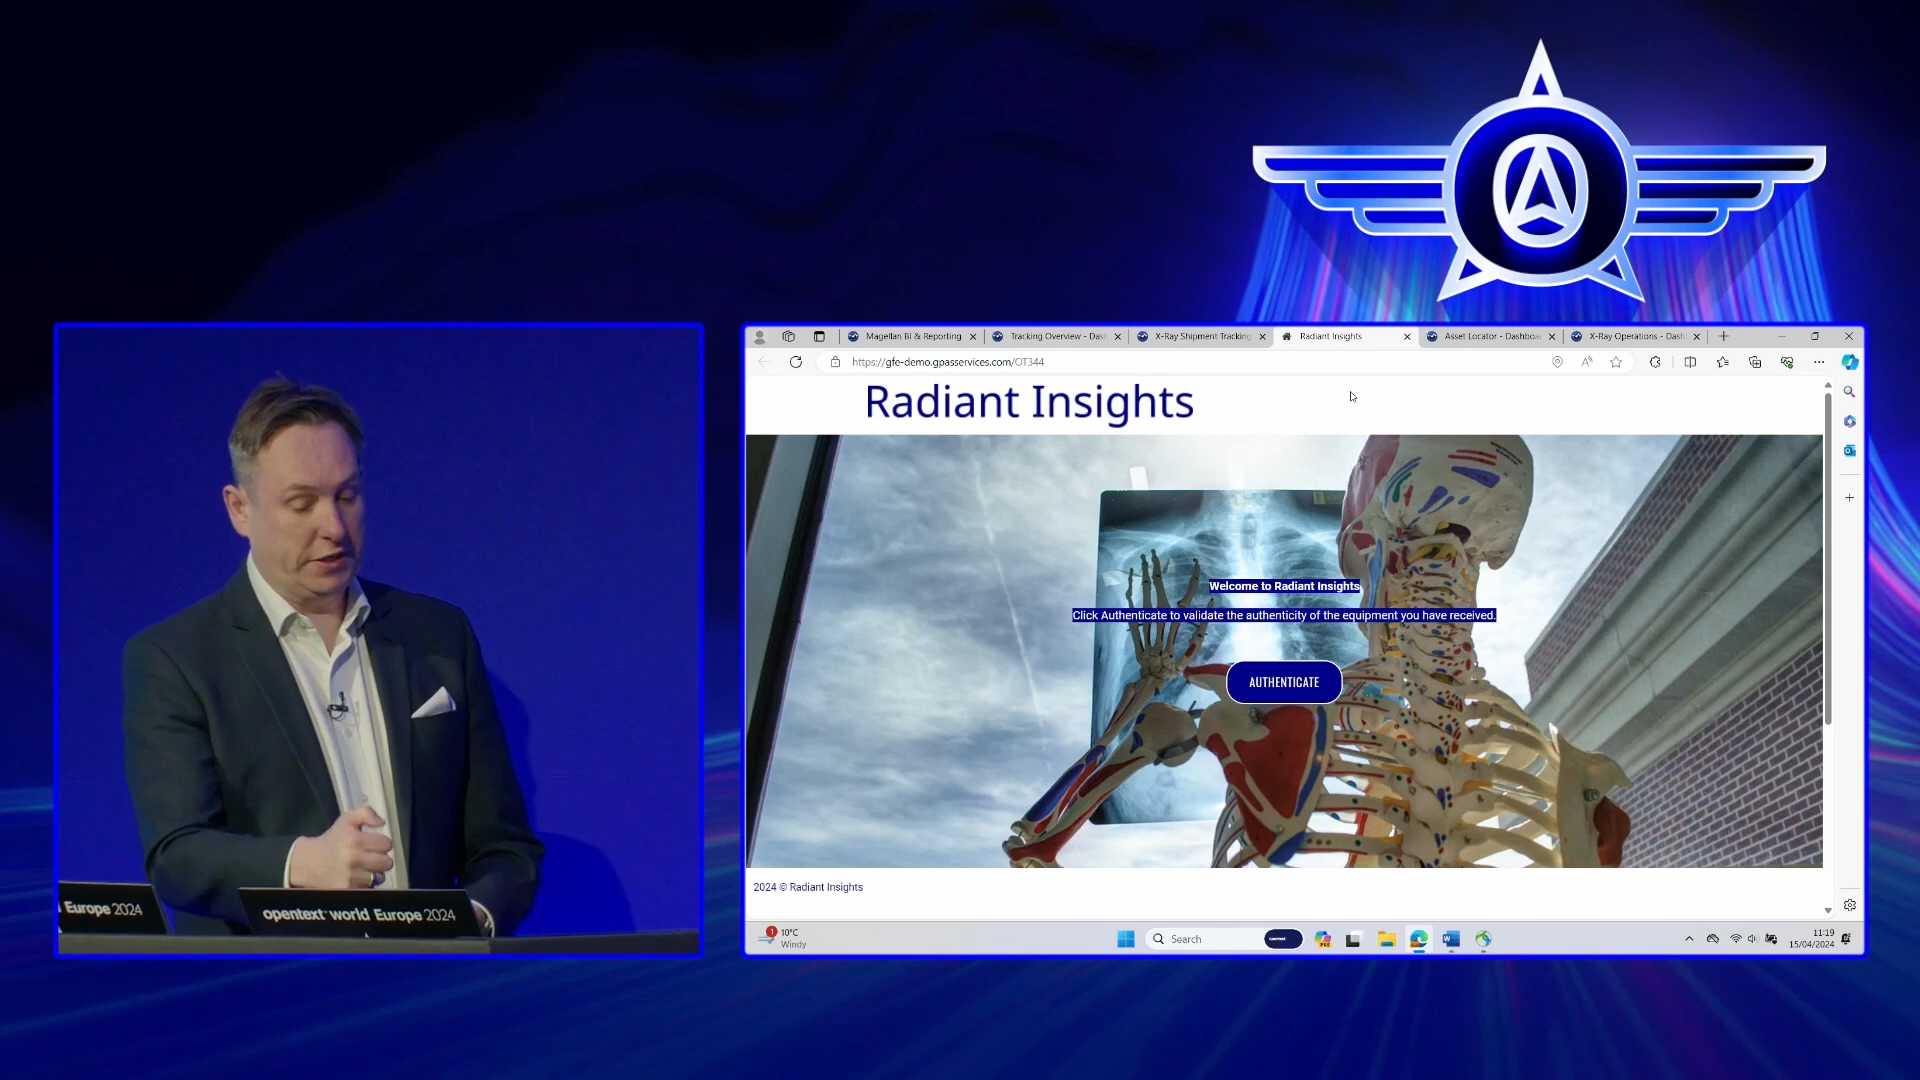 Magellan BI & Reporting
Tracking Overview - Das
X-Ray Shipment Tracking
Radiant Insights
Asset Locator - Dashboa
X-Ray Operations - Dash
https://gfe-demo.gpasservices.com/OT344
Radiant Insights
Welcome to Radiant Insights
Click Authenticate to validate the authenticity of the equipment you have received.
AUTHENTICATE
2024 © Radiant Insights
1
10°C
Windy
Search
11:19
15/04/2024
Europe 2024
opentext world Europe 2024